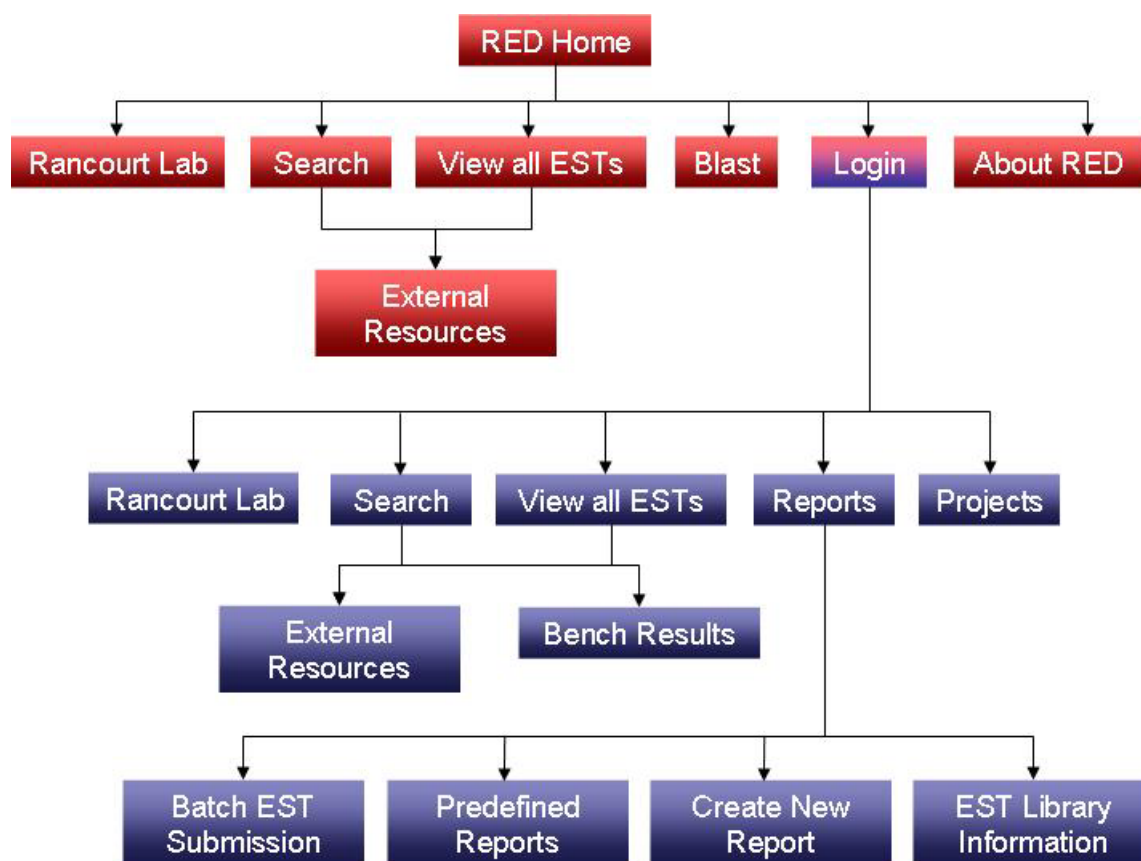 RED Home
Rancourt Lab
Search
View all ESTs
Blast
Login
About RED
External
Resources
Rancourt Lab
Search
View all ESTs
Reports
Projects
External
Resources
Bench Results
Batch EST
Submission
Predefined
Reports
Create New
Report
EST Library
Information